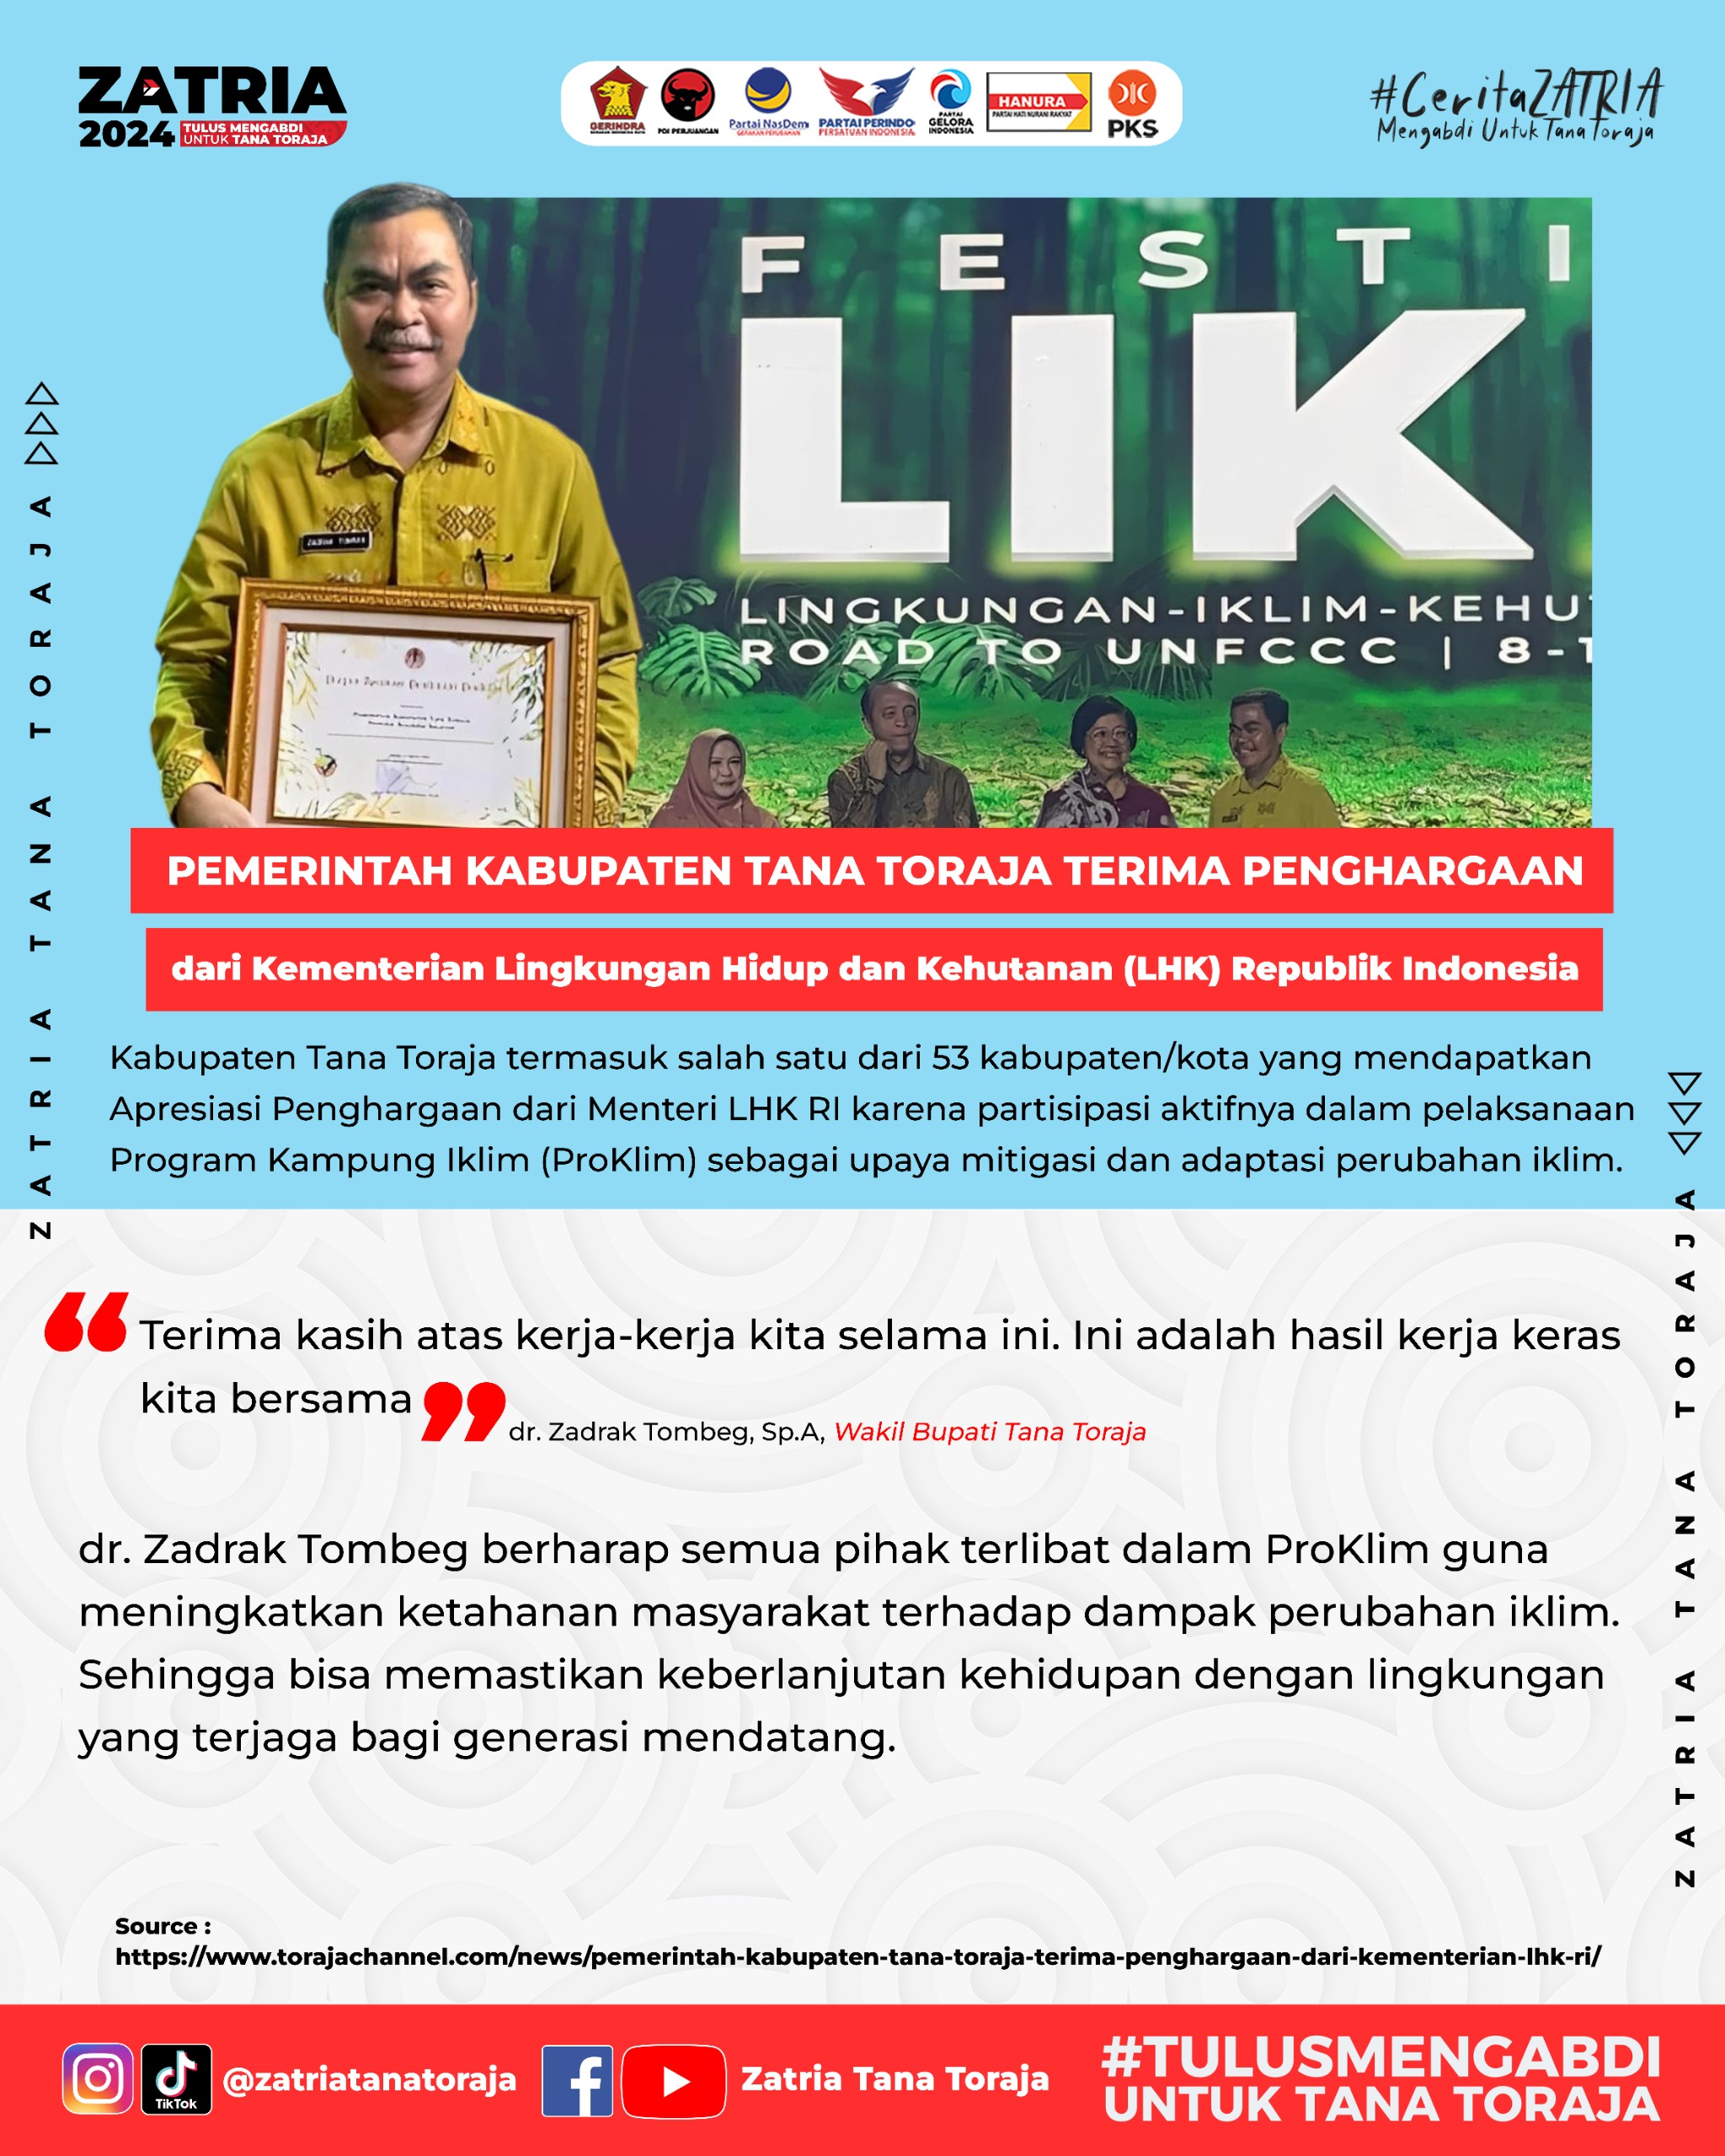 ZATRIA
2024 TULUS MENGABDI
UNTUK TANA TORAJA
GERINDRA
PDI PERJUANGAN
Partai NasDem
GERAKAN PERUBAHAN
PARTAI PERINDO
PERSATUAN INDONESIA
PARTAI
GELORA
INDONESIA
HANURA
PARTAI HATI NURANI RAKYAT
PKS
#CeritaZATRIA
Mengabdi Untuk Tana Toraja
FESTI
LIK
LINGKUNGAN-IKLIM-KEHU
ROAD TO UNFCCC | 8-1
ZATRIA TANA TORAJA
PEMERINTAH KABUPATEN TANA TORAJA TERIMA PENGHARGAAN
dari Kementerian Lingkungan Hidup dan Kehutanan (LHK) Republik Indonesia
Kabupaten Tana Toraja termasuk salah satu dari 53 kabupaten/kota yang mendapatkan
Apresiasi Penghargaan dari Menteri LHK RI karena partisipasi aktifnya dalam pelaksanaan
Program Kampung Iklim (ProKlim) sebagai upaya mitigasi dan adaptasi perubahan iklim.
ZATRIA TANA TORAJA
“Terima kasih atas kerja-kerja kita selama ini. Ini adalah hasil kerja keras
kita bersama”
dr. Zadrak Tombeg, Sp.A, Wakil Bupati Tana Toraja
dr. Zadrak Tombeg berharap semua pihak terlibat dalam ProKlim guna
meningkatkan ketahanan masyarakat terhadap dampak perubahan iklim.
Sehingga bisa memastikan keberlanjutan kehidupan dengan lingkungan
yang terjaga bagi generasi mendatang.
Source :
https://www.torajachannel.com/news/pemerintah-kabupaten-tana-toraja-terima-penghargaan-dari-kementerian-lhk-ri/
TikTok
@zatriatanatoraja
Zatria Tana Toraja
#TULUSMENGABDI
UNTUK TANA TORAJA